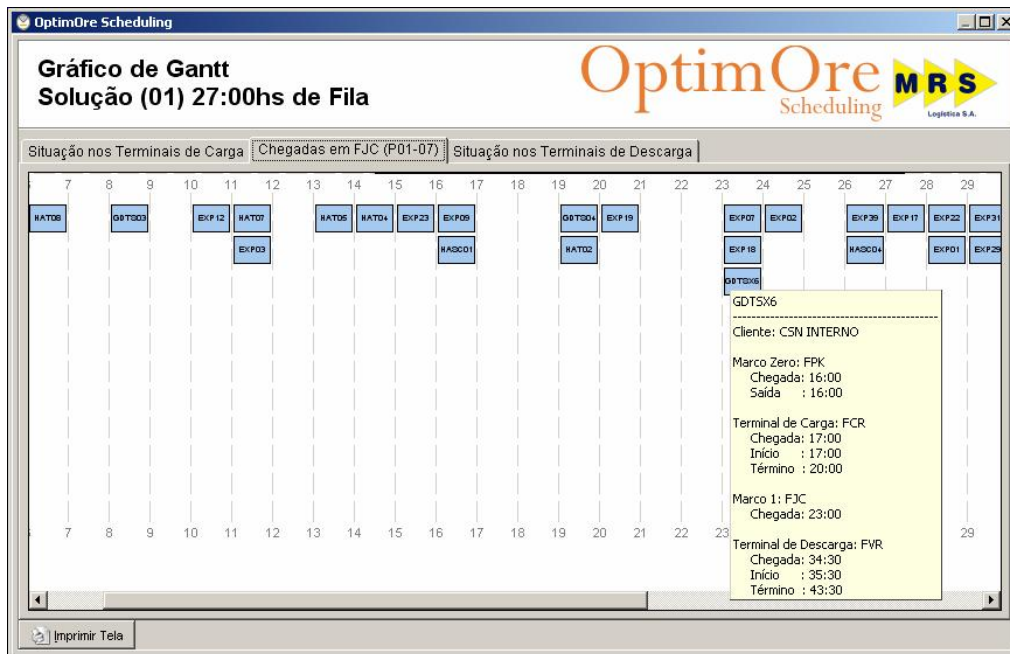 OptimOre Scheduling
Gráfico de Gantt
Solução (01) 27:00hs de Fila
OptimOre
Scheduling
MRS
Logística S.A.
Situação nos Terminais de Carga
Chegadas em FJC (P01-07)
Situação nos Terminais de Descarga
7 8 9 10 11 12 13 14 15 16 17 18 19 20 21 22 23 24 25 26 27 28 29
HAT08 GDTS03 EXP12 HAT07 HAT05 HAT04 EXP23 EXP09 GDTS04 EXP19 EXP07 EXP02 EXP39 EXP17 EXP22 EXP31
EXP03 HASC01 HAT02 EXP18 HASC04 EXP01 EXP29
GDTSX6
GDTSX6
Cliente: CSN INTERNO
Marco Zero: FPK
Chegada: 16:00
Saída : 16:00
Terminal de Carga: FCR
Chegada: 17:00
Início : 17:00
Término : 20:00
Marco 1: FJC
Chegada: 23:00
Terminal de Descarga: FVR
Chegada: 34:30
Início : 35:30
Término : 43:30
7 8 9 10 11 12 13 14 15 16 17 18 19 20 21 22 23 29
Imprimir Tela